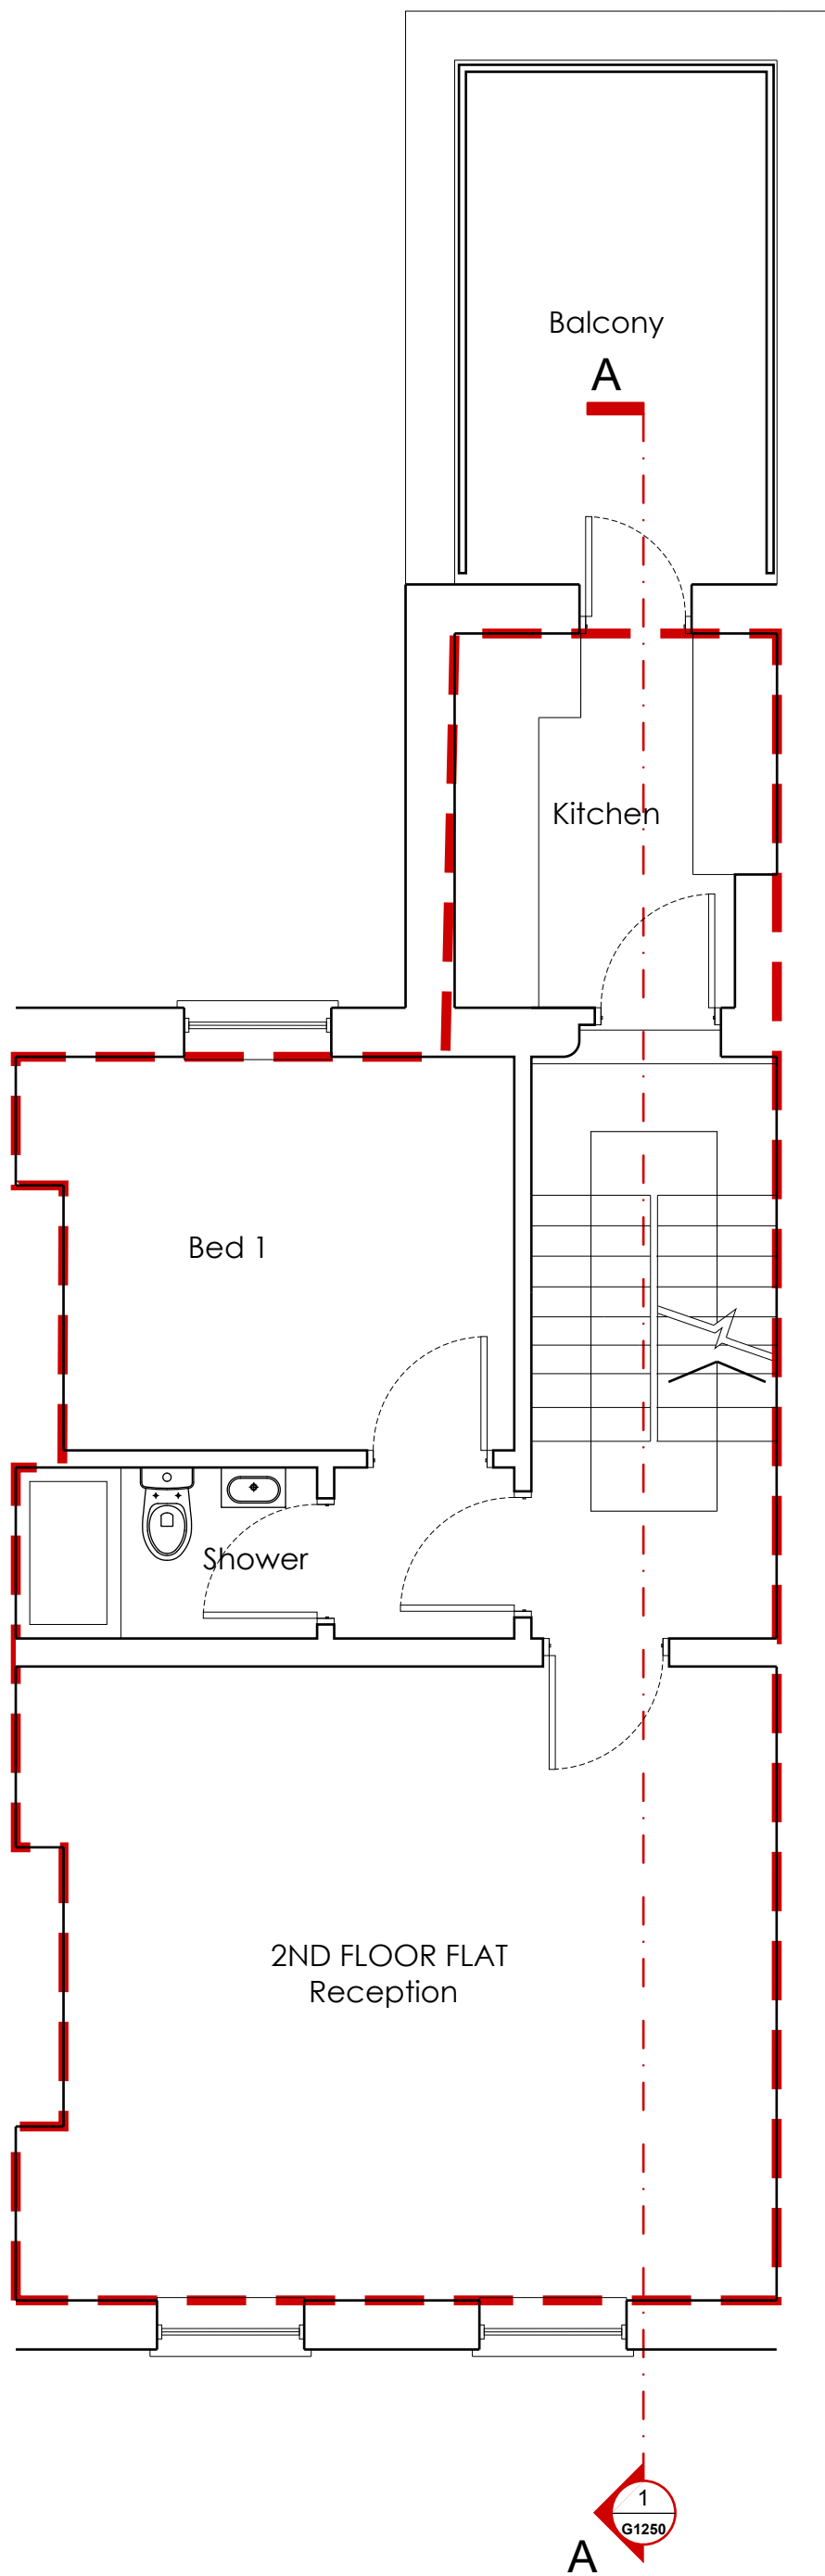 Balcony
A
Kitchen
Bed 1
Shower
2ND FLOOR FLAT
Reception
1
G1250
A